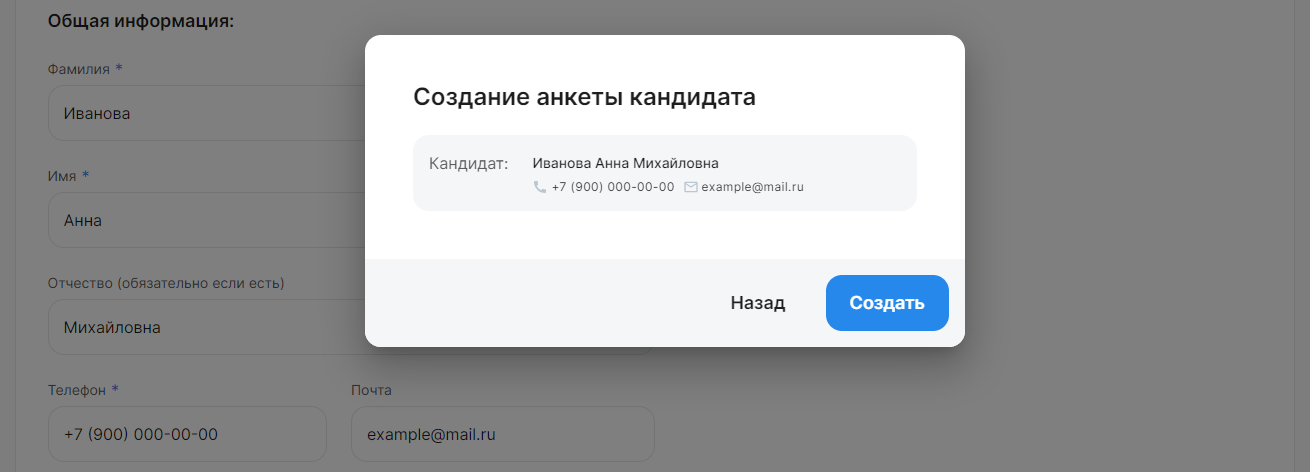 Общая информация:
Фамилия *
Иванова
Имя *
Анна
Отчество (обязательно если есть)
Михайловна
Телефон *
Почта
+7 (900) 000-00-00
example@mail.ru
Создание анкеты кандидата
Кандидат:
Иванова Анна Михайловна
+7 (900) 000-00-00 example@mail.ru
Назад
Создать